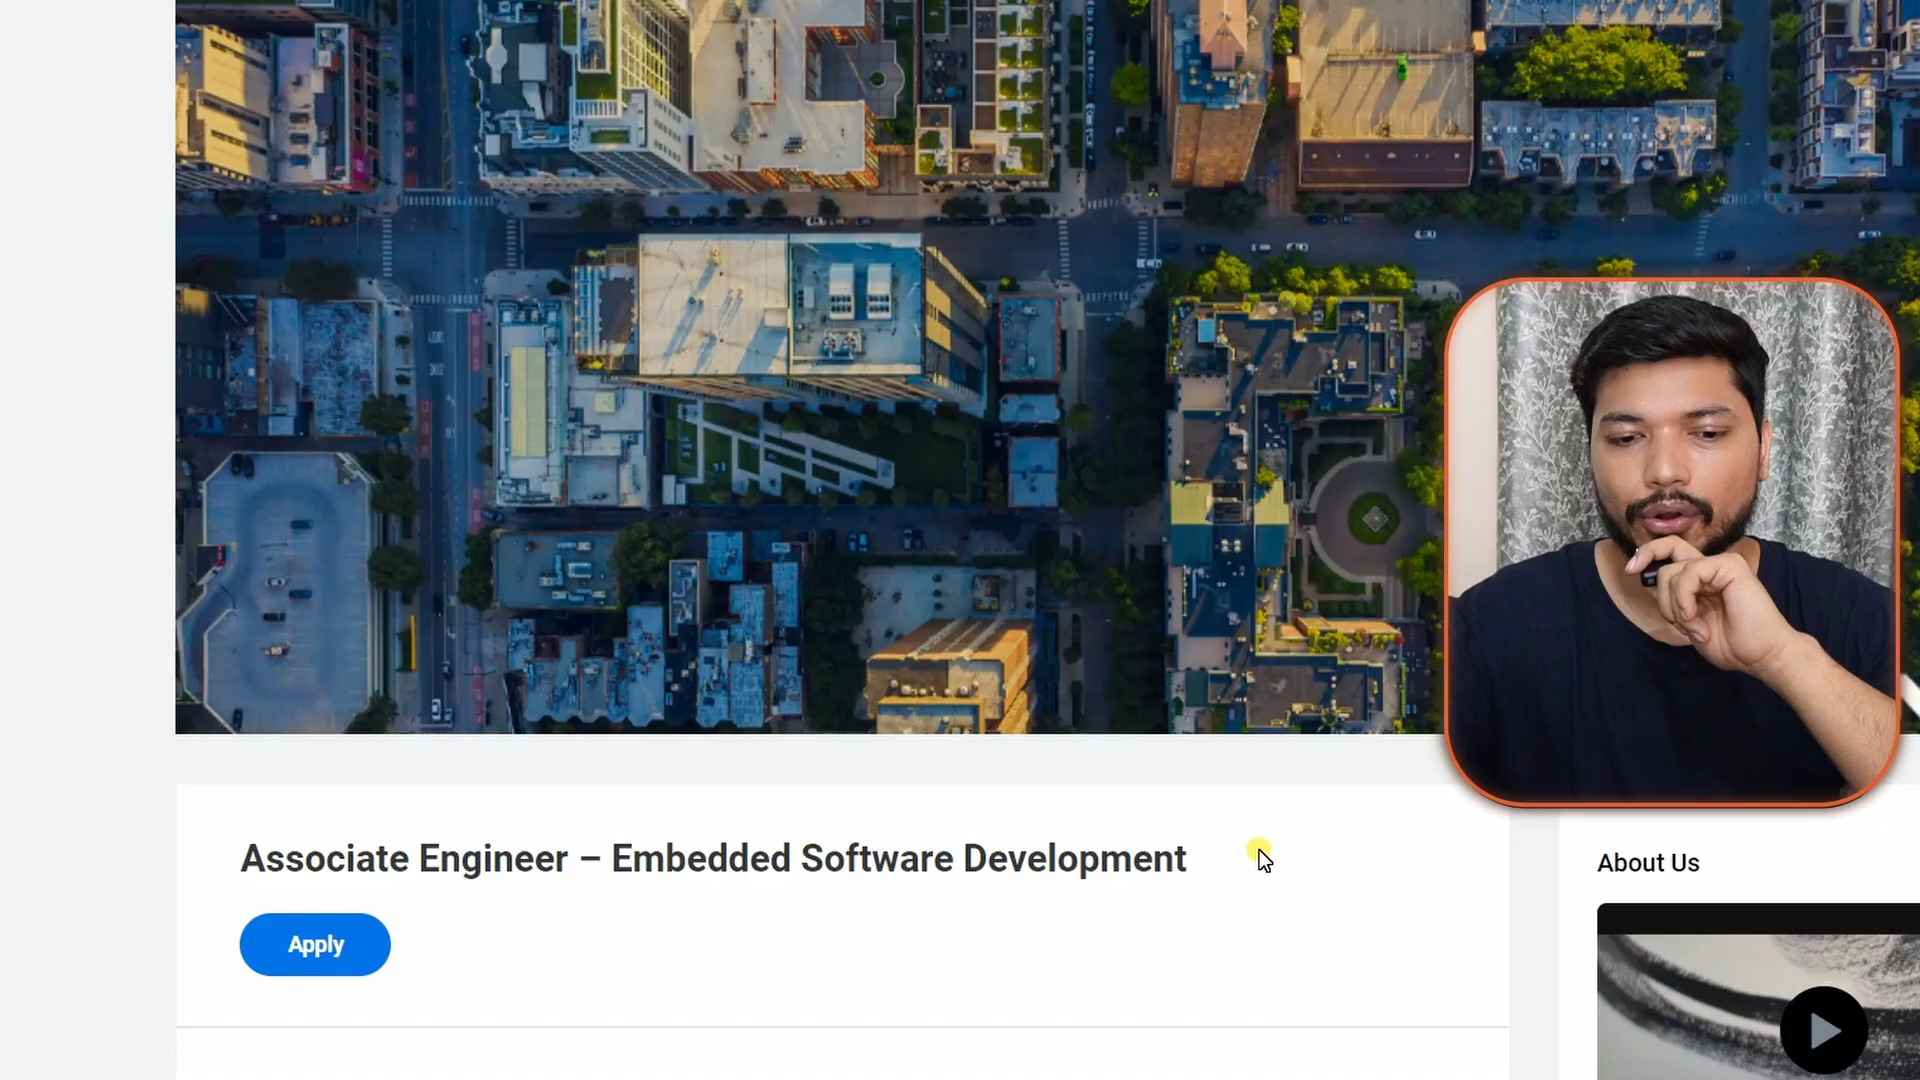 Associate Engineer – Embedded Software Development
Apply
About Us